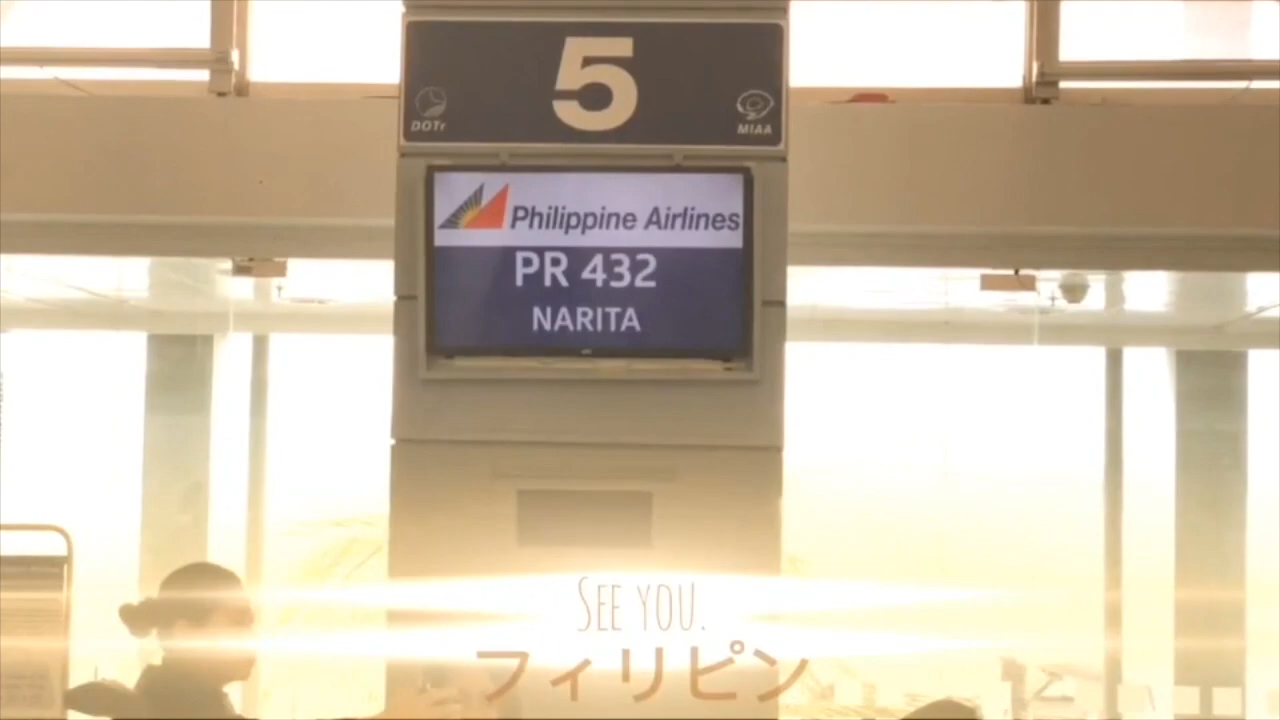 5
DOTr
MIAA
Philippine Airlines
PR 432
NARITA
SEE YOU.
フィリピン